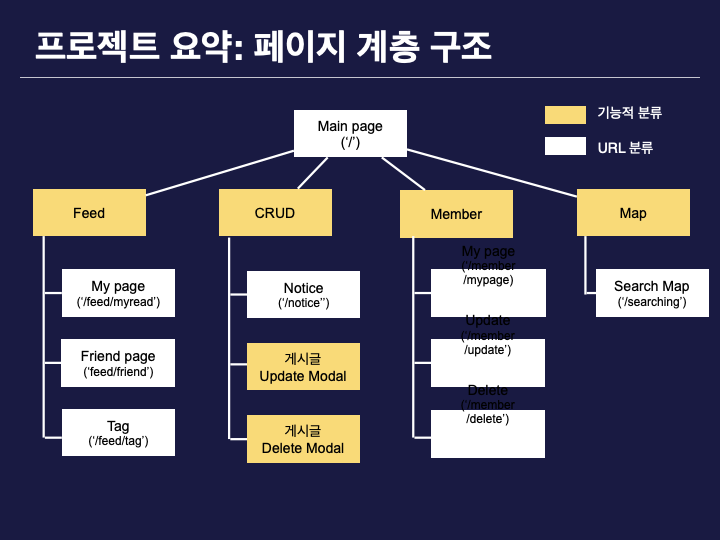 프로젝트 요약: 페이지 계층 구조
기능적 분류
URL 분류
Main page
(‘/’)
Feed
CRUD
Member
Map
My page
(‘/feed/myread’)
Friend page
(‘feed/friend’)
Tag
(‘/feed/tag’)
Notice
(‘/notice’’)
게시글
Update Modal
게시글
Delete Modal
My page
(‘/member
/mypage)
Update
(‘/member
/update’)
Delete
(‘/member
/delete’)
Search Map
(‘/searching’)